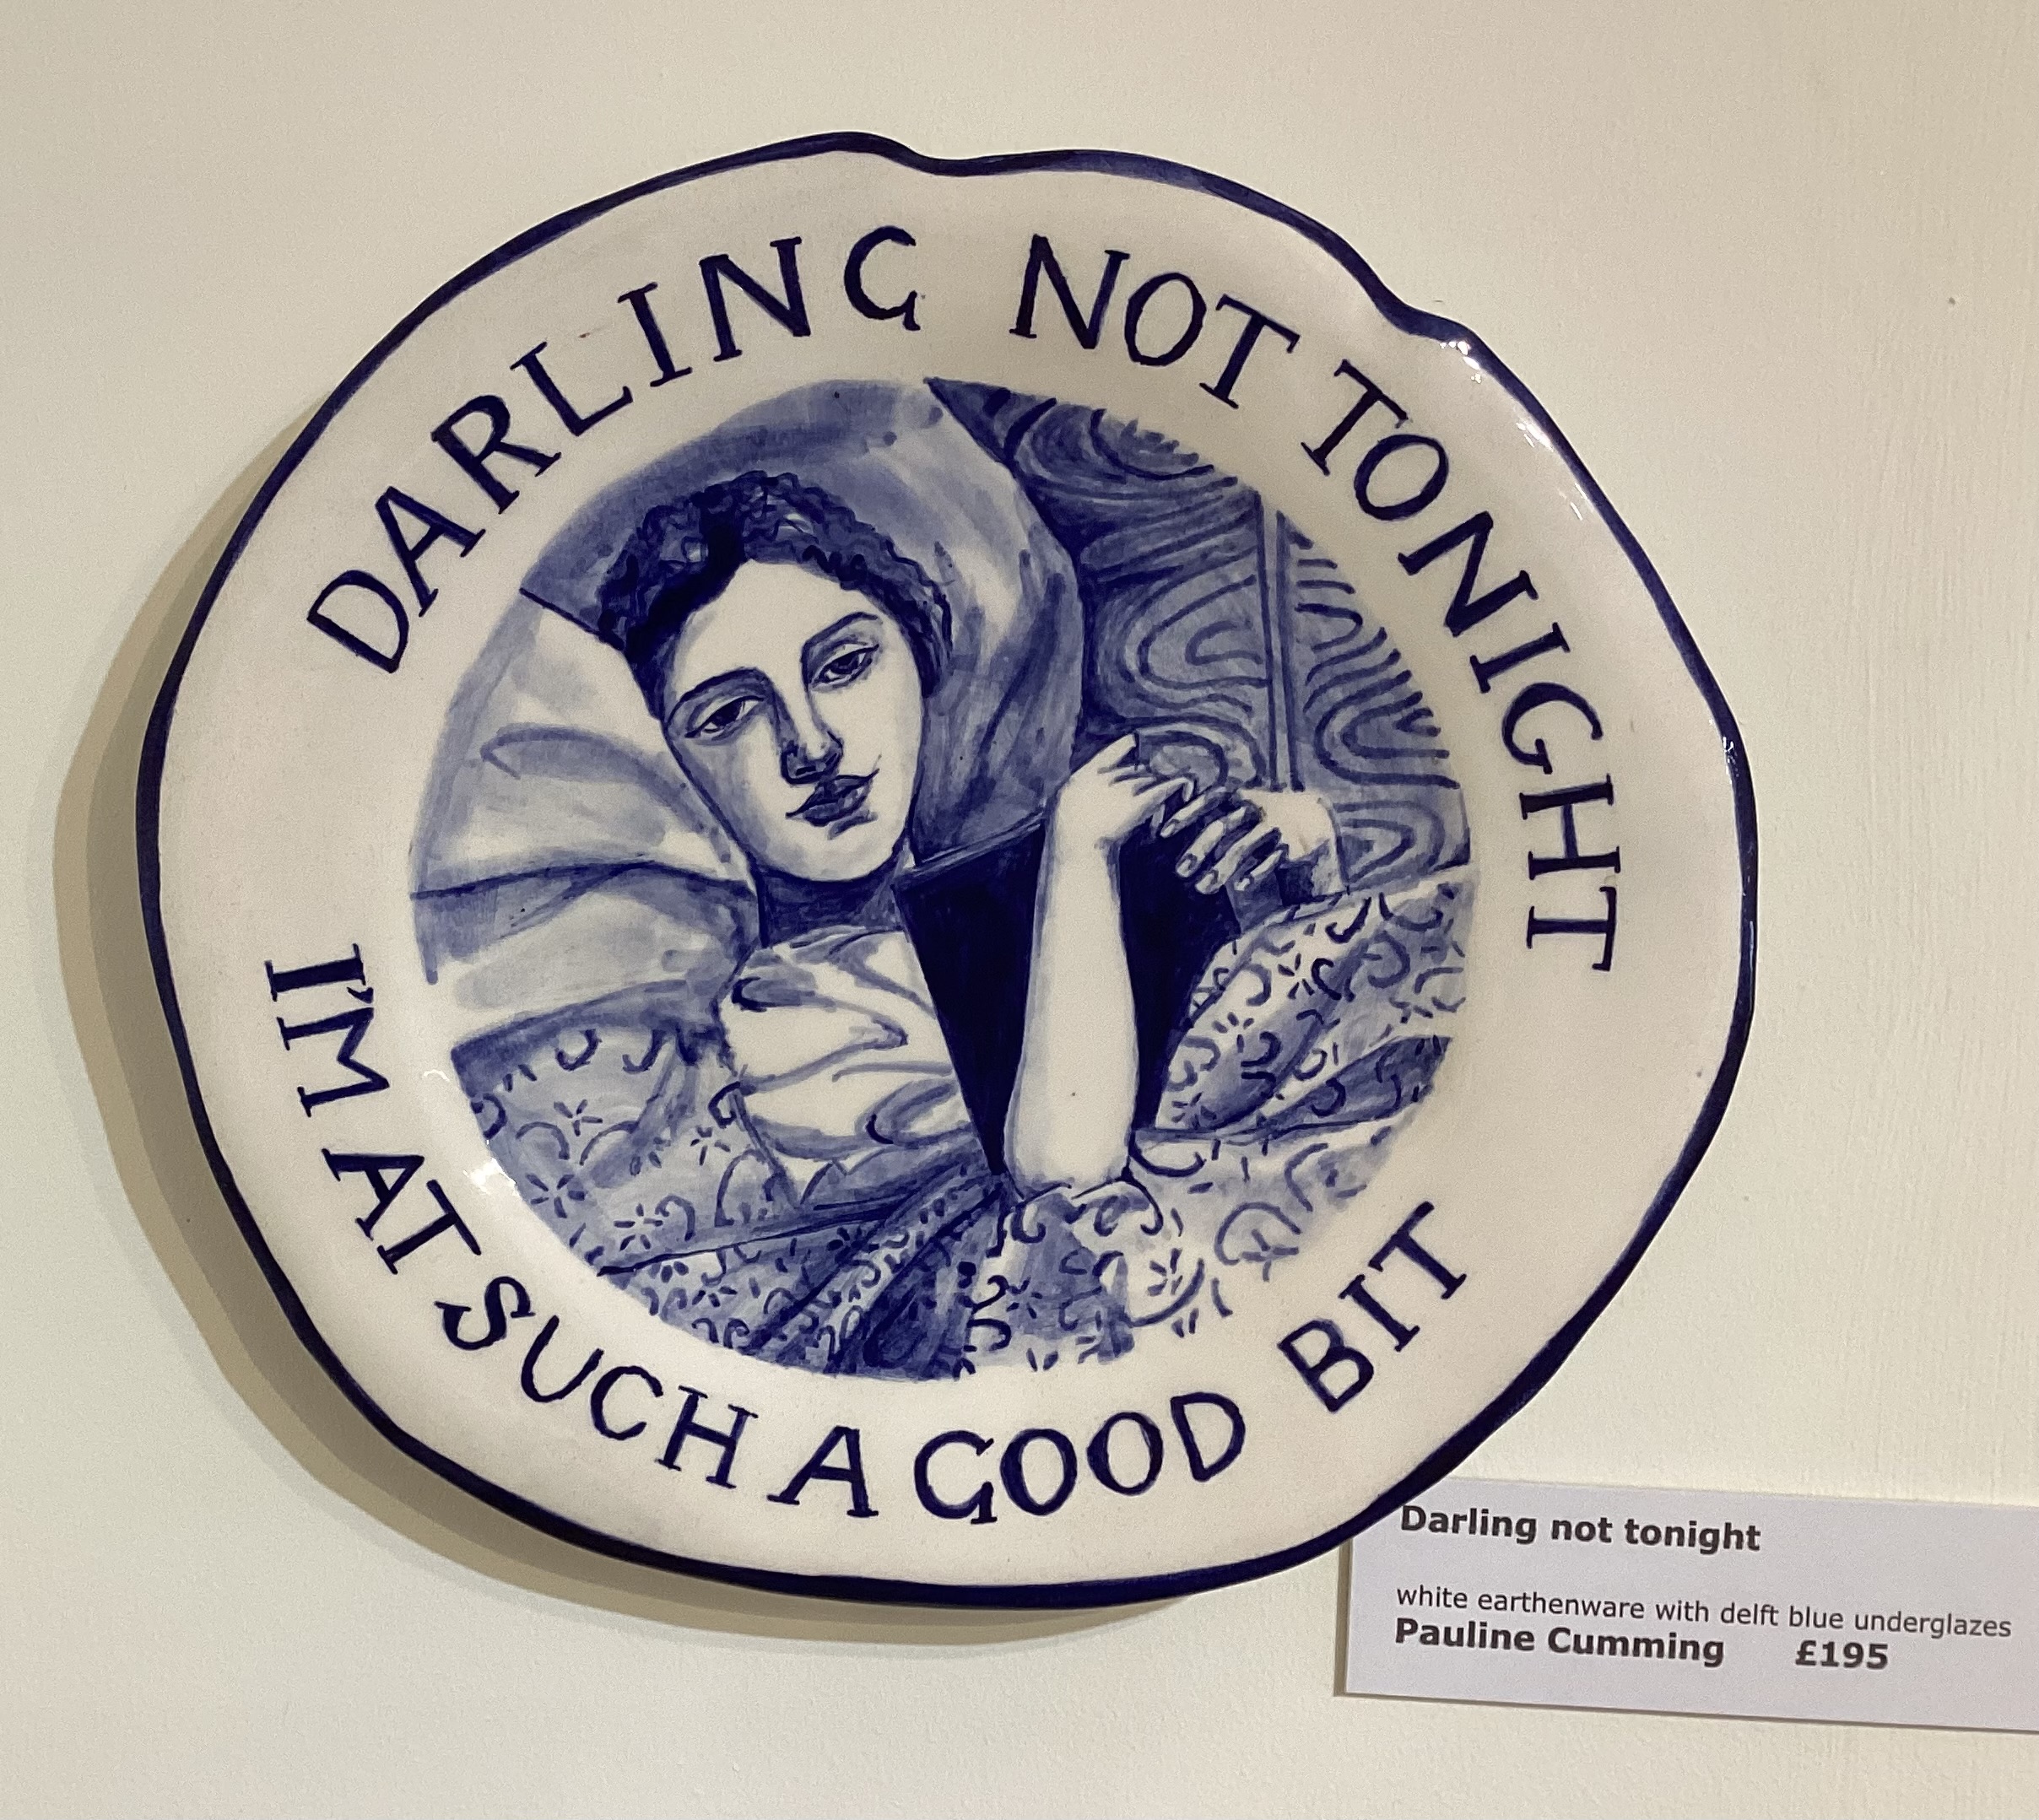 DARLING NOT TONIGHT
I'M AT SUCH A GOOD BIT
Darling not tonight
white earthenware with delft blue underglazes
Pauline Cumming £195